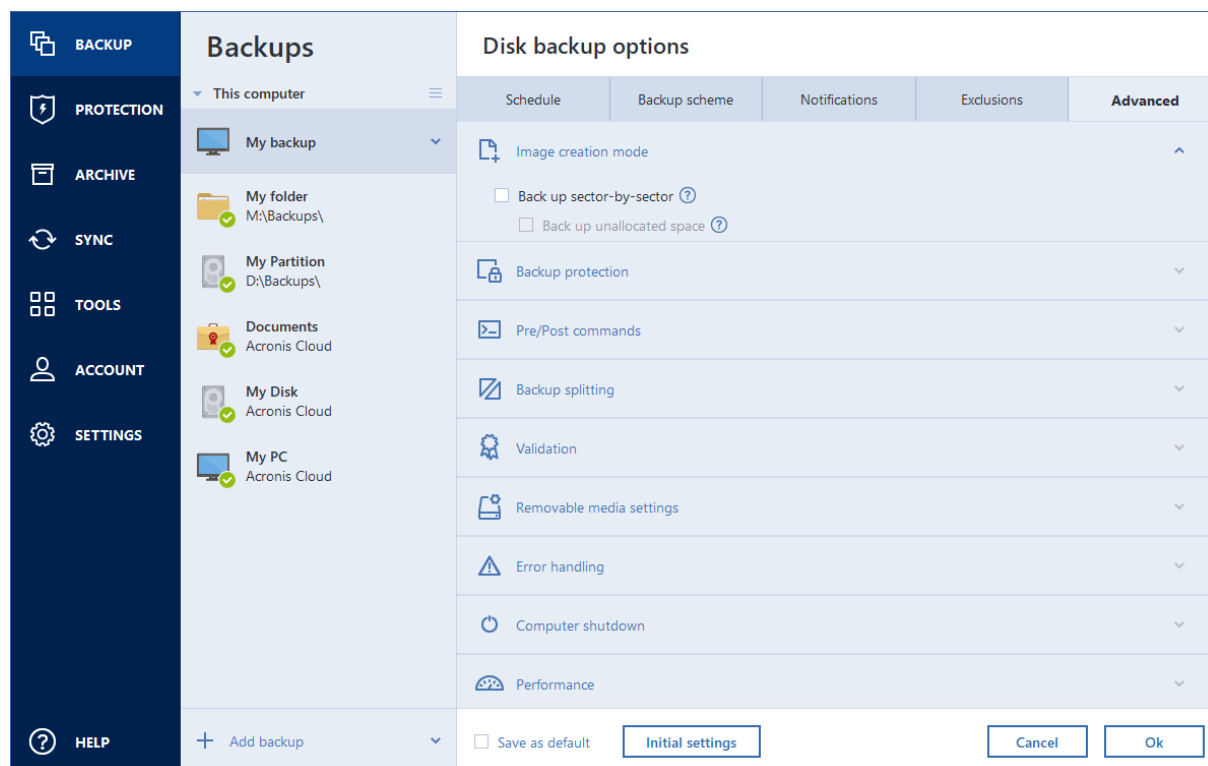 BACKUP
PROTECTION
ARCHIVE
SYNC
TOOLS
ACCOUNT
SETTINGS
HELP
Backups
This computer
My backup
My folder
M:\Backups\
My Partition
D:\Backups\
Documents
Acronis Cloud
My Disk
Acronis Cloud
My PC
Acronis Cloud
Add backup
Disk backup options
Schedule Backup scheme Notifications Exclusions Advanced
Image creation mode
Back up sector-by-sector ?
Back up unallocated space ?
Backup protection
Pre/Post commands
Backup splitting
Validation
Removable media settings
Error handling
Computer shutdown
Performance
Save as default Initial settings Cancel Ok